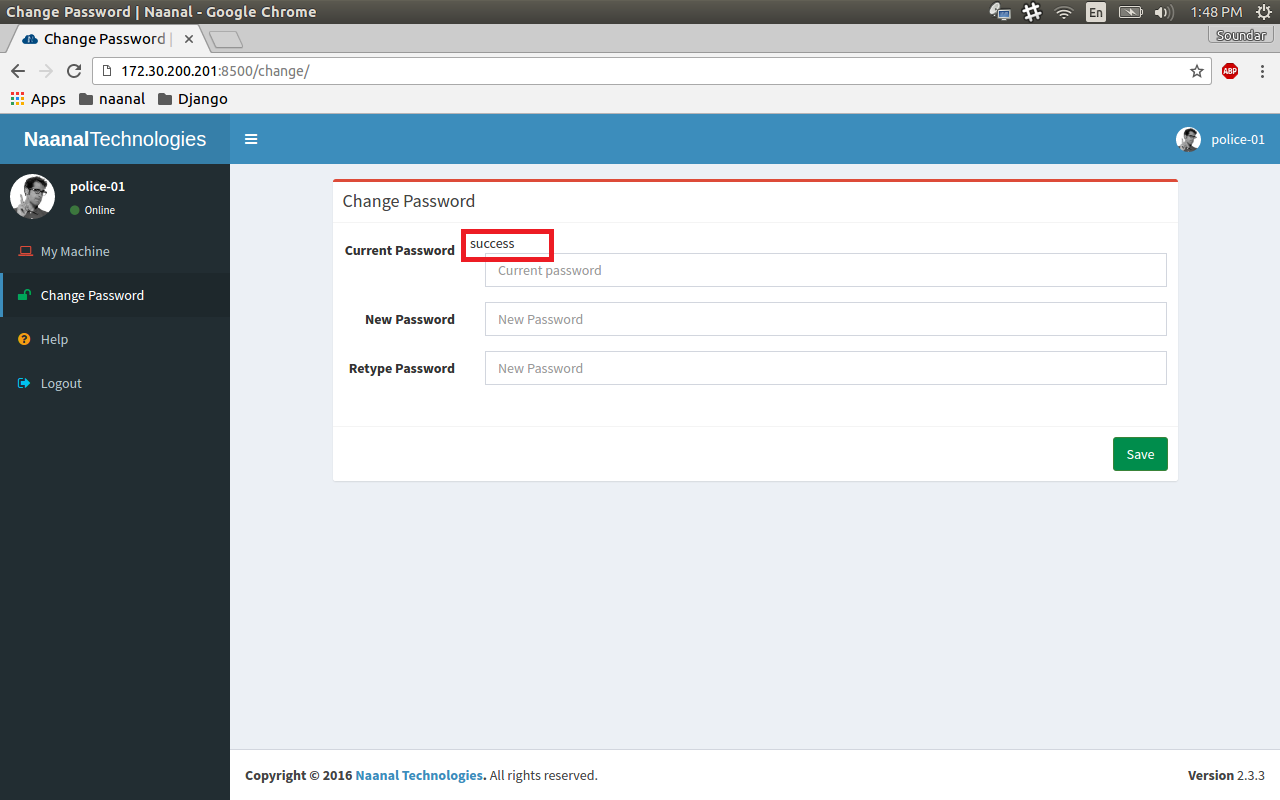 Change Password | Naanal - Google Chrome
En
1:48 PM
Change Password |
Soundar
172.30.200.201:8500/change/
ABP
Apps
naanal
Django
NaanalTechnologies
police-01
police-01
Online
My Machine
Change Password
Help
Logout
Change Password
Current Password
success
Current password
New Password
New Password
Retype Password
New Password
Save
Copyright © 2016 Naanal Technologies. All rights reserved.
Version 2.3.3